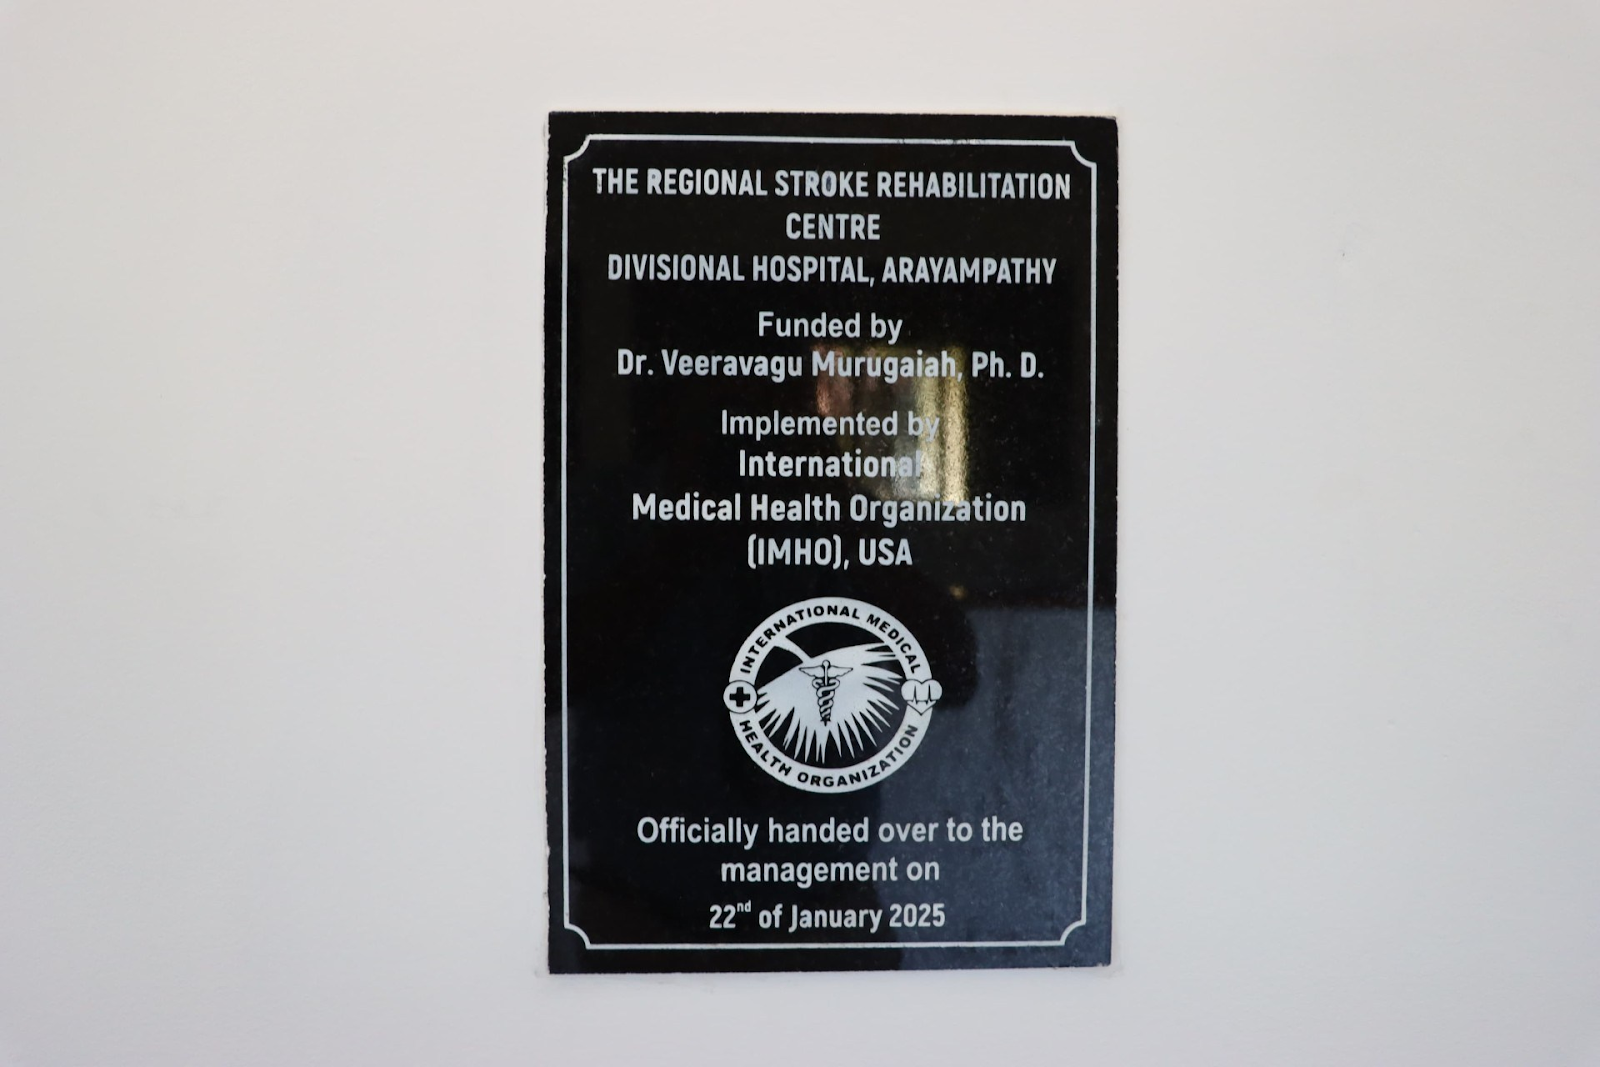 THE REGIONAL STROKE REHABILITATION
CENTRE
DIVISIONAL HOSPITAL, ARAYAMPATHY
Funded by
Dr. Veeravagu Murugaiah, Ph. D.
Implemented by
International
Medical Health Organization
(IMHO), USA
INTERNATIONAL MEDICAL
HEALTH ORGANIZATION
Officially handed over to the
management on
22nd of January 2025